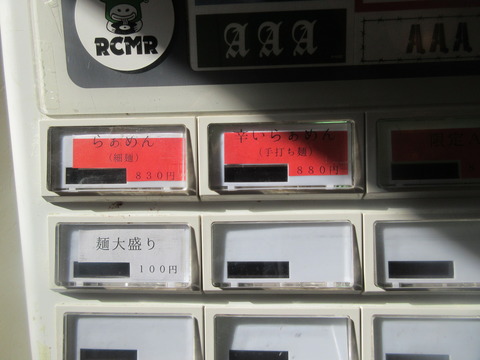 RCMR
AAA
AAA
らぁめん
(細麺)
830円
辛いらぁめん
(手打ち麺)
880円
麺大盛り
100円